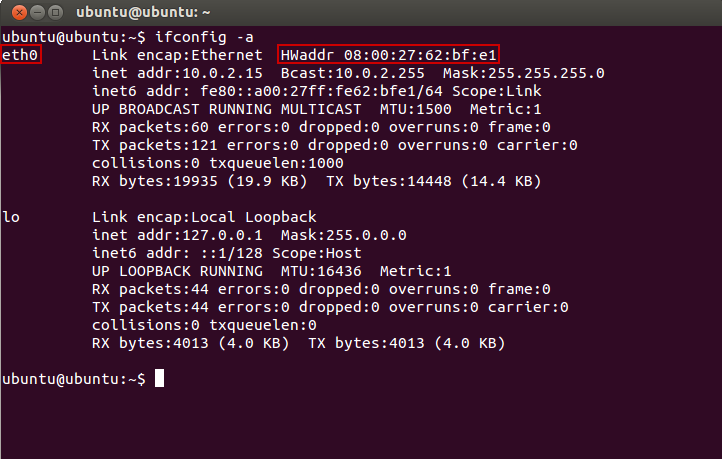 ubuntu@ubuntu: ~
ubuntu@ubuntu:~$ ifconfig -a
eth0      Link encap:Ethernet  HWaddr 08:00:27:62:bf:e1
          inet addr:10.0.2.15  Bcast:10.0.2.255  Mask:255.255.255.0
          inet6 addr: fe80::a00:27ff:fe62:bfe1/64 Scope:Link
          UP BROADCAST RUNNING MULTICAST  MTU:1500  Metric:1
          RX packets:60 errors:0 dropped:0 overruns:0 frame:0
          TX packets:121 errors:0 dropped:0 overruns:0 carrier:0
          collisions:0 txqueuelen:1000
          RX bytes:19935 (19.9 KB)  TX bytes:14448 (14.4 KB)
lo        Link encap:Local Loopback
          inet addr:127.0.0.1  Mask:255.0.0.0
          inet6 addr: ::1/128 Scope:Host
          UP LOOPBACK RUNNING  MTU:16436  Metric:1
          RX packets:44 errors:0 dropped:0 overruns:0 frame:0
          TX packets:44 errors:0 dropped:0 overruns:0 carrier:0
          collisions:0 txqueuelen:0
          RX bytes:4013 (4.0 KB)  TX bytes:4013 (4.0 KB)
ubuntu@ubuntu:~$